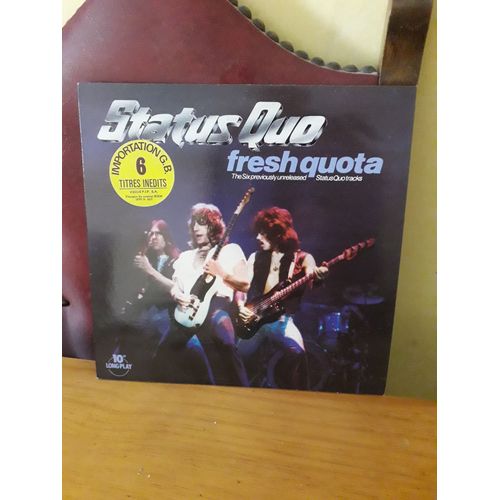 Status Quo
fresh quota
The Six previously unreleased Status Quo tracks
IMPORTATION G.B.
6
TITRES INEDITS
10"
LONG PLAY